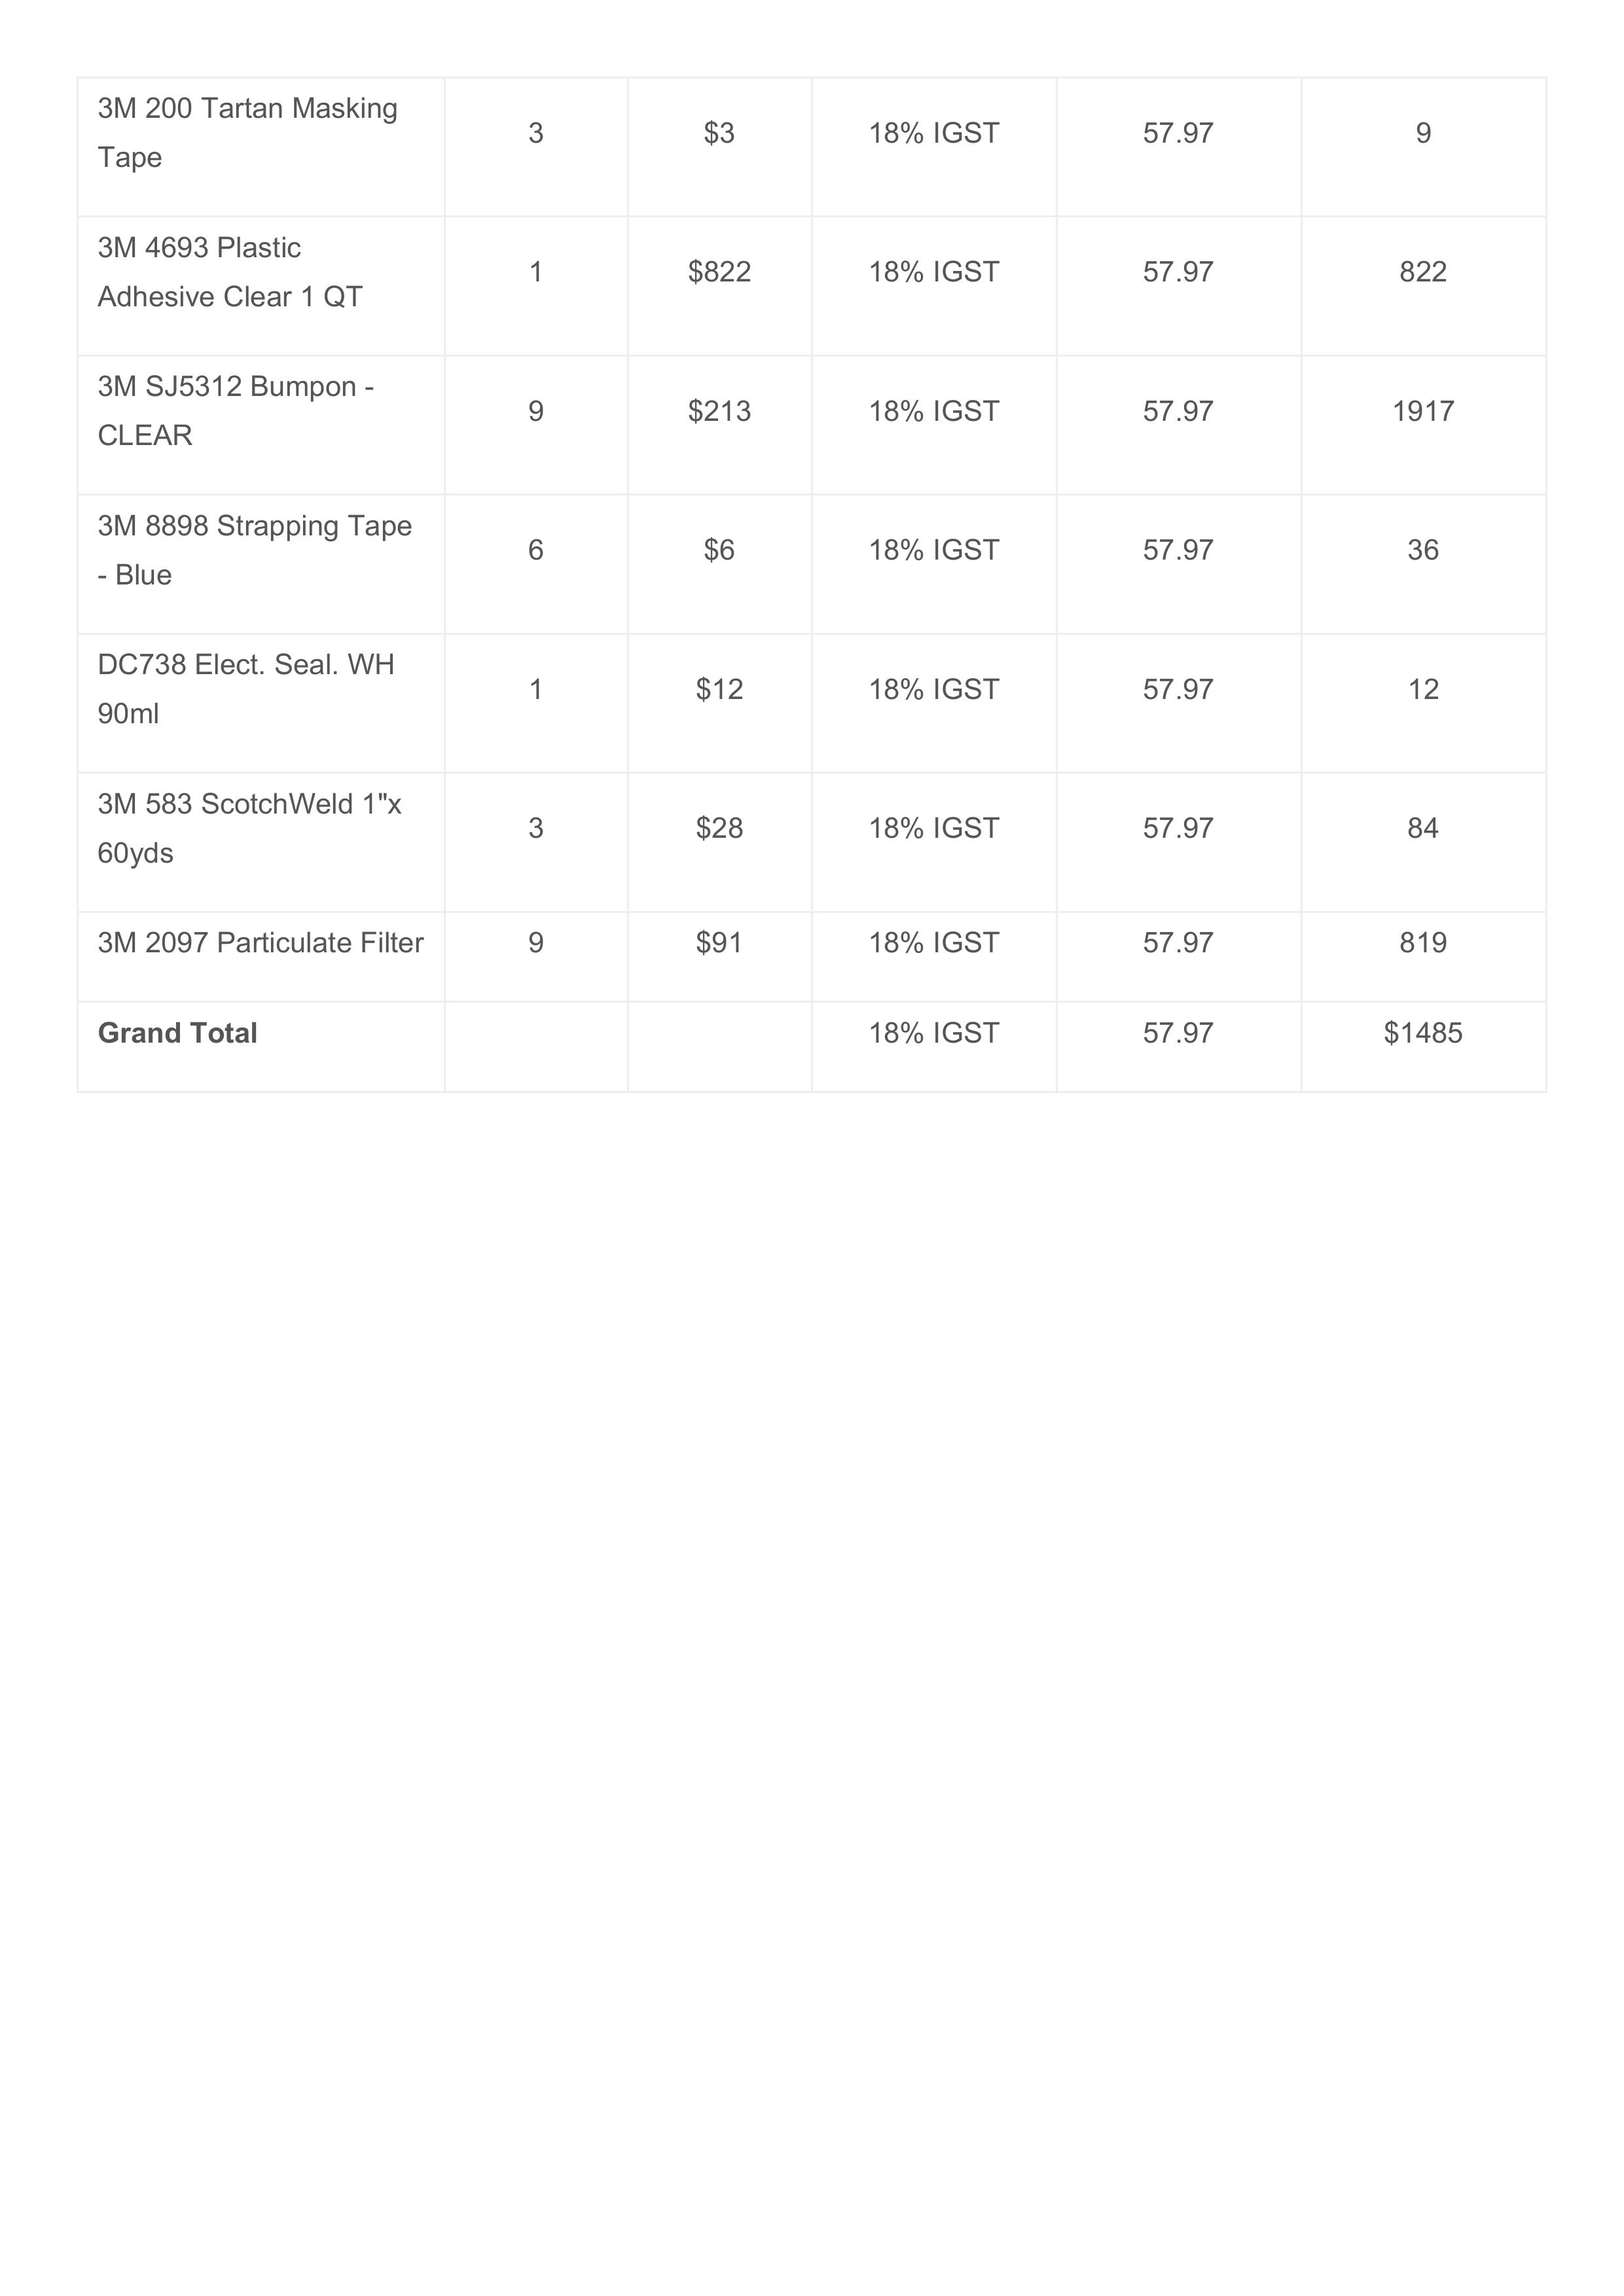 3M 200 Tartan Masking
Tape
3 $3 18% IGST 57.97 9
3M 4693 Plastic
Adhesive Clear 1 QT
1 $822 18% IGST 57.97 822
3M SJ5312 Bumpon -
CLEAR
9 $213 18% IGST 57.97 1917
3M 8898 Strapping Tape
- Blue
6 $6 18% IGST 57.97 36
DC738 Elect. Seal. WH
90ml
1 $12 18% IGST 57.97 12
3M 583 ScotchWeld 1"x
60yds
3 $28 18% IGST 57.97 84
3M 2097 Particulate Filter 9 $91 18% IGST 57.97 819
Grand Total 18% IGST 57.97 $1485